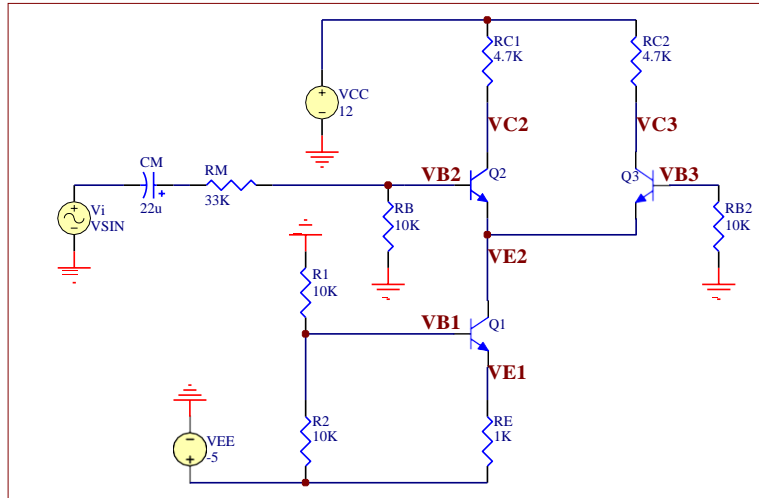 RC1
4.7K
RC2
4.7K
VCC
12
VC2
VC3
CM
22u
RM
33K
VB2
Q2
Q3
VB3
Vi
VSIN
RB
10K
RB2
10K
VE2
R1
10K
VB1
Q1
VE1
VEE
-5
R2
10K
RE
1K